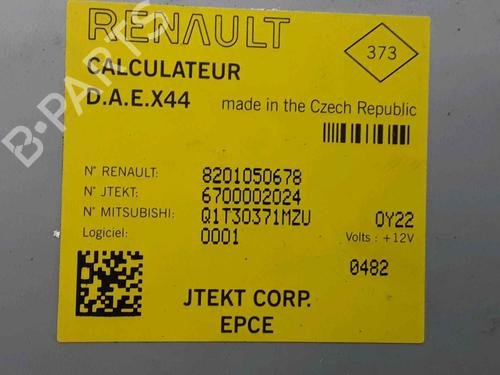 RENAULT
373
CALCULATEUR
D.A.E.X44
made in the Czech Republic
N° RENAULT: 8201050678
N° JTEKT: 6700002024
N° MITSUBISHI: Q1T30371MZU 0Y22
Logiciel: 0001 Volts : +12V
0482
JTEKT CORP.
EPCE
B-PARTS